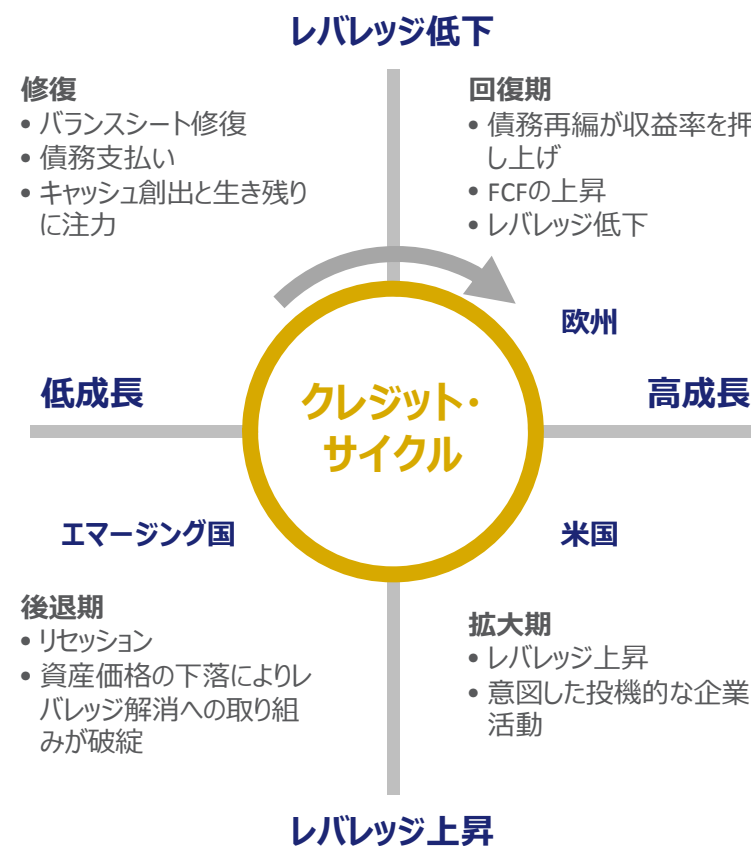 レバレッジ低下
修復
• バランスシート修復
• 債務支払い
• キャッシュ創出と生き残り
に注力
回復期
• 債務再編が収益率を押
し上げ
• FCFの上昇
• レバレッジ低下
欧州
低成長
クレジット・
サイクル
高成長
エマージング国
米国
後退期
• リセッション
• 資産価格の下落によりレ
バレッジ解消への取り組
みが破綻
拡大期
• レバレッジ上昇
• 意図した投機的な企業
活動
レバレッジ上昇